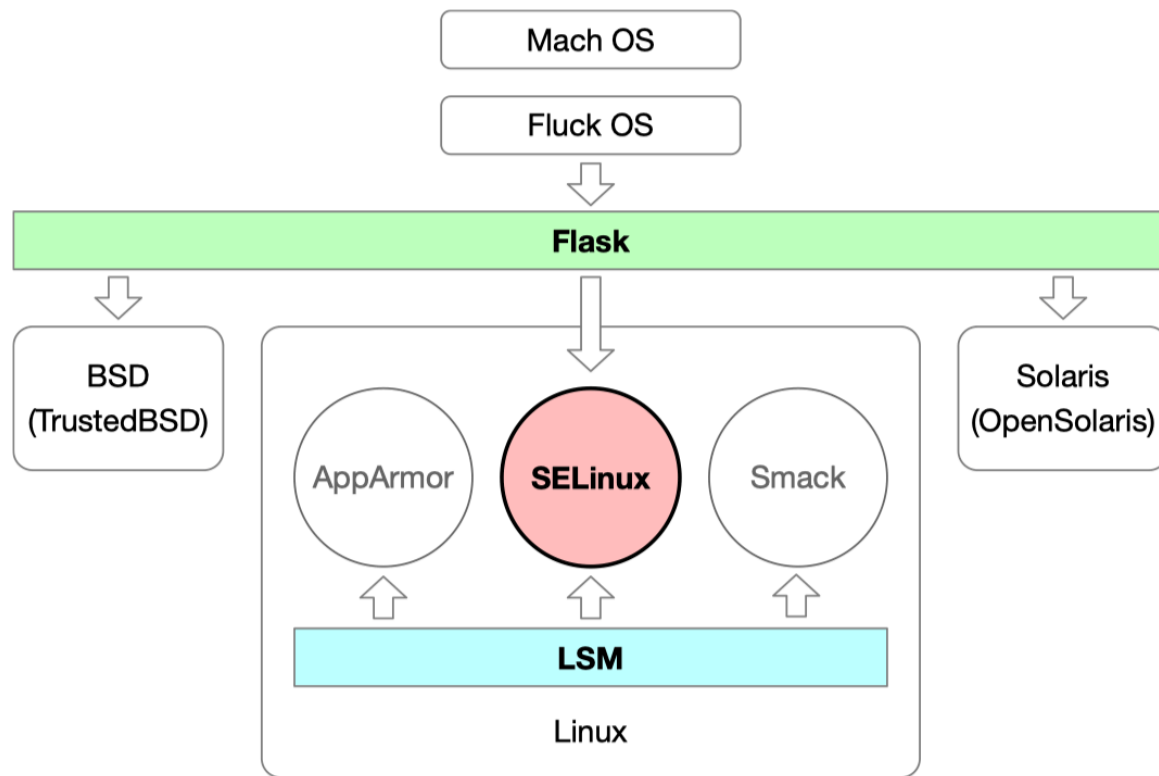 Mach OS
Fluck OS
Flask
BSD
(TrustedBSD)
AppArmor
SELinux
Smack
Solaris
(OpenSolaris)
LSM
Linux